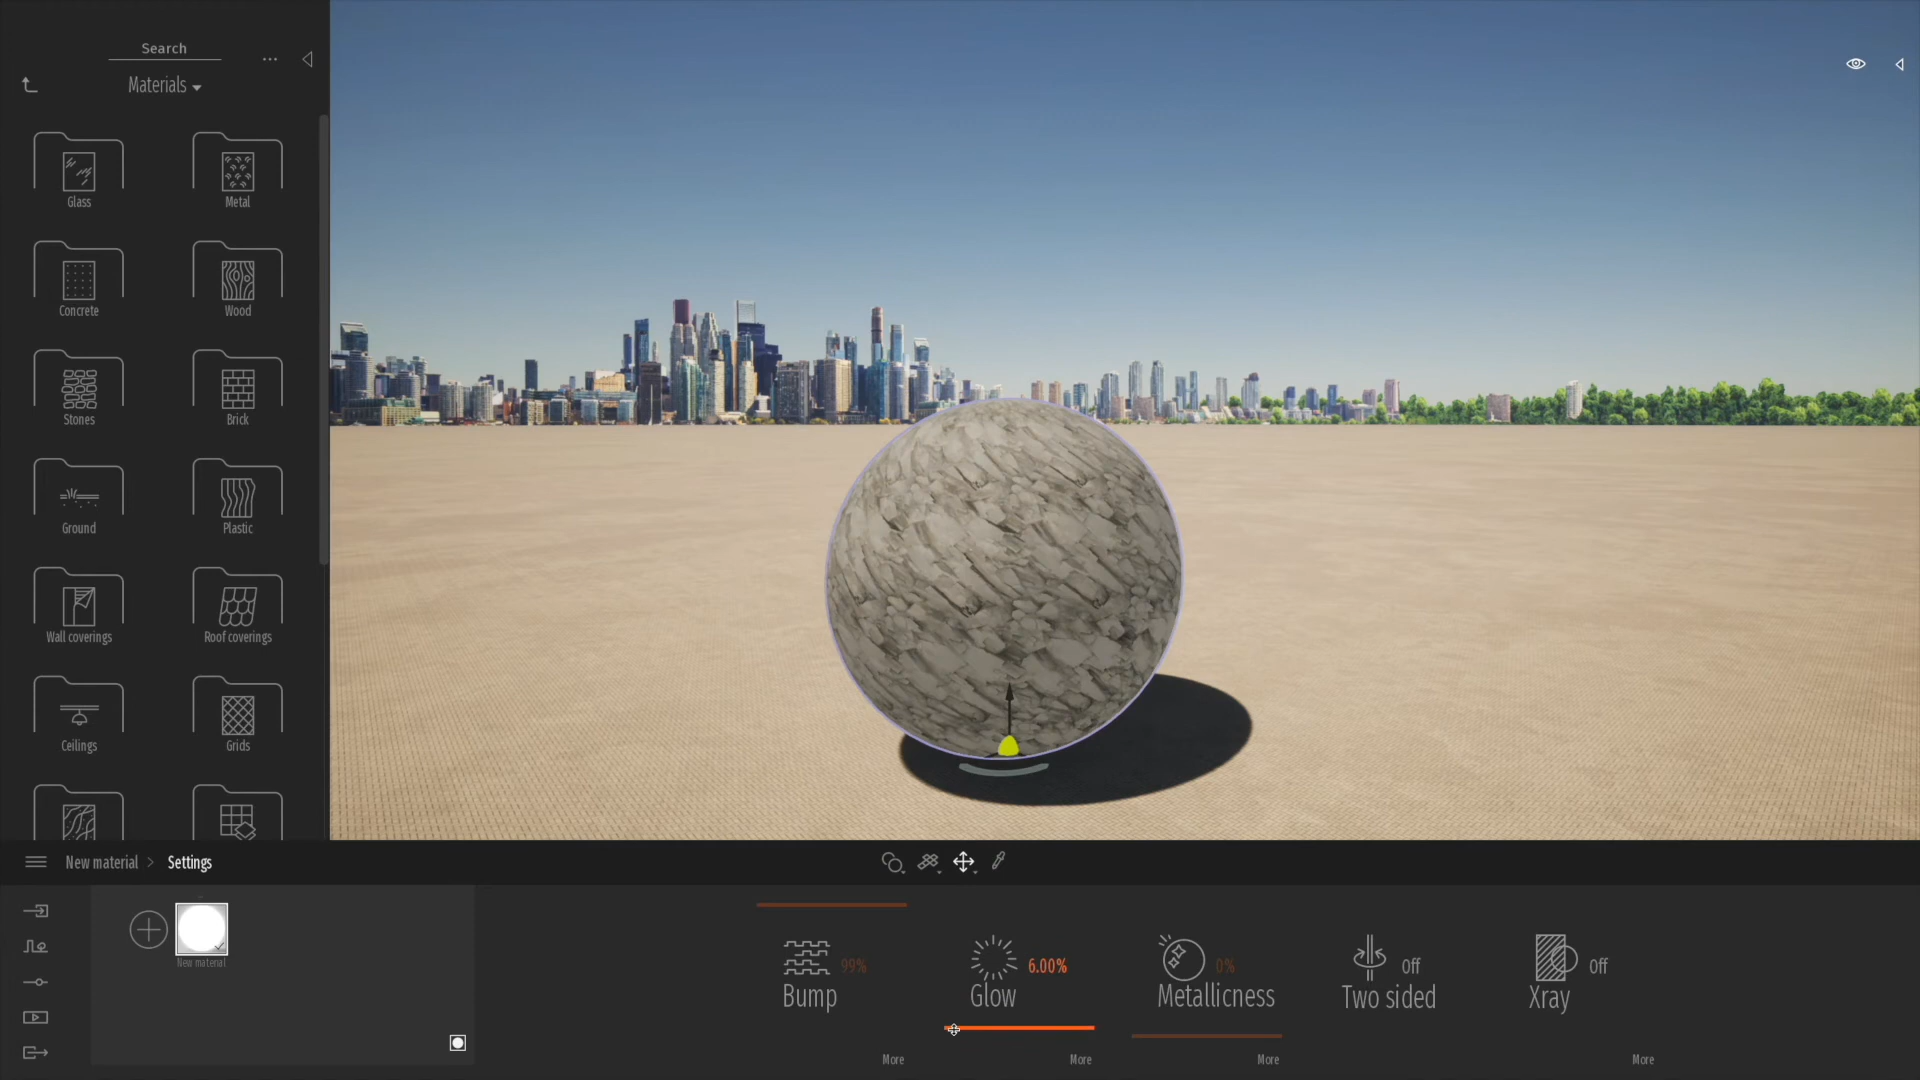 Search
...
Materials
Glass
Metal
Concrete
Wood
Stones
Brick
Ground
Plastic
Wall coverings
Roof coverings
Ceilings
Grids
New material > Settings
New material
99%
Bump
More
6.00%
Glow
More
0%
Metallicness
More
Off
Two sided
Off
Xray
More